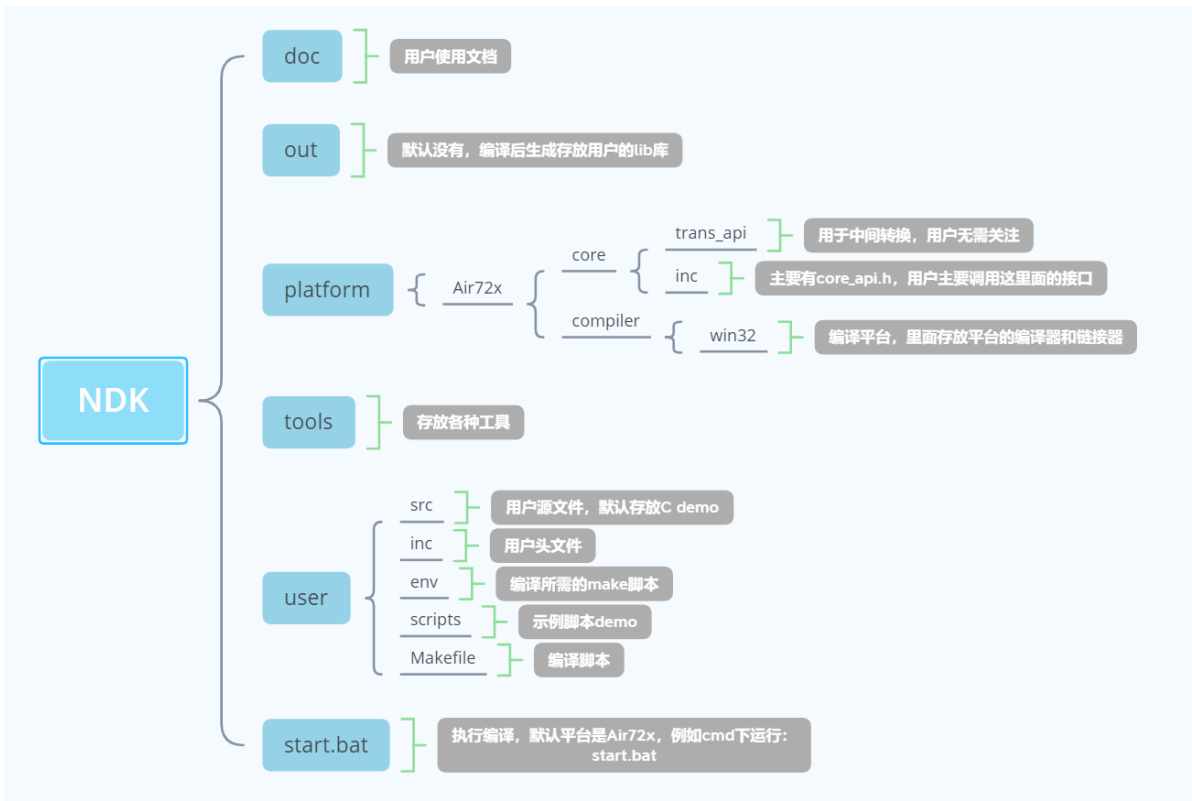 doc
用户使用文档
out
默认没有，编译后生成存放用户的lib库
platform
Air72x
core
trans_api
用于中间转换，用户无需关注
inc
主要有core_api.h，用户主要调用这里面的接口
compiler
win32
编译平台，里面存放平台的编译器和链接器
NDK
tools
存放各种工具
user
src
用户源文件，默认存放C demo
inc
用户头文件
env
编译所需的make脚本
scripts
示例脚本demo
Makefile
编译脚本
start.bat
执行编译，默认平台是Air72x，例如cmd下运行：
start.bat